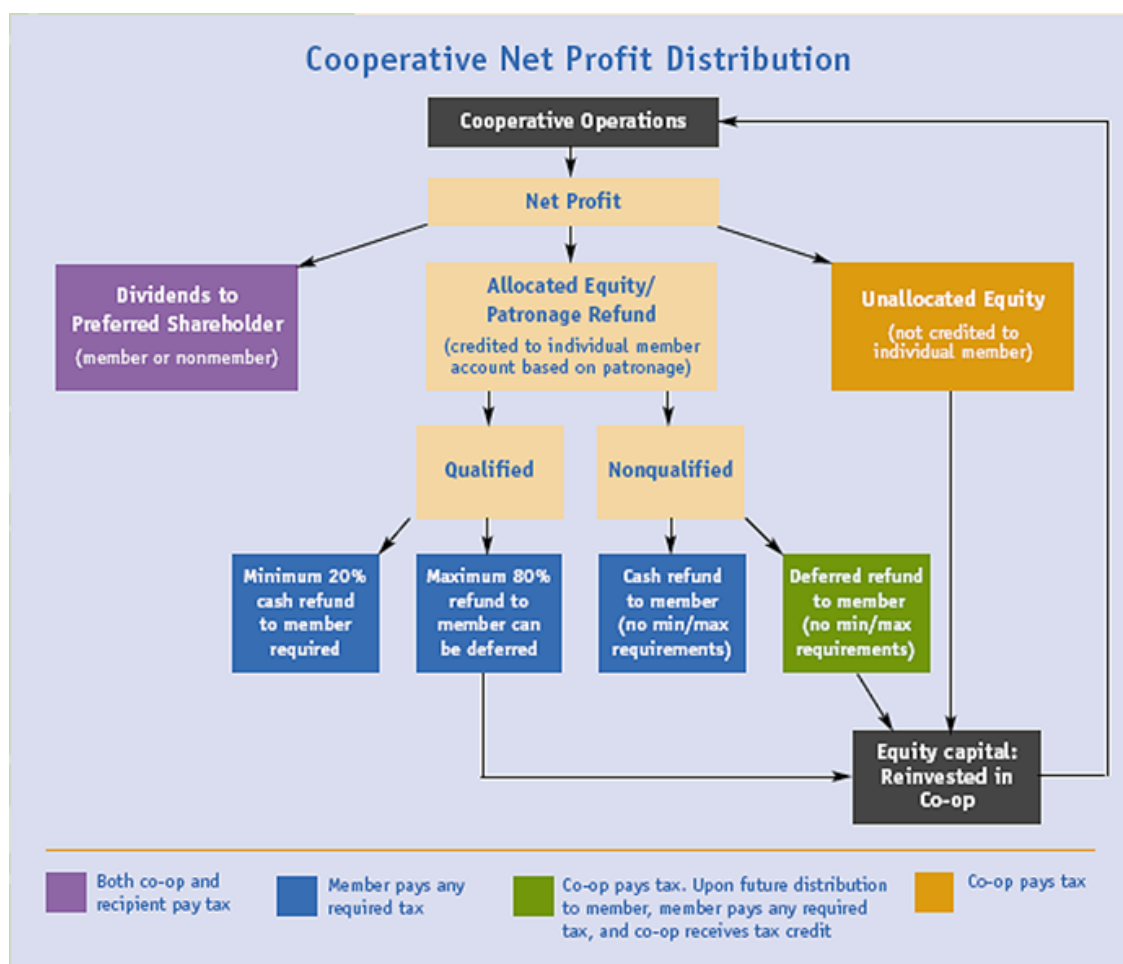 Cooperative Net Profit Distribution
Cooperative Operations
Net Profit
Dividends to
Preferred Shareholder
(member or nonmember)
Allocated Equity/
Patronage Refund
(credited to individual member
account based on patronage)
Unallocated Equity
(not credited to
individual member)
Qualified
Nonqualified
Minimum 20%
cash refund
to member
required
Maximum 80%
refund to
member can
be deferred
Cash refund
to member
(no min/max
requirements)
Deferred refund
to member
(no min/max
requirements)
Equity capital:
Reinvested in
Co-op
Both co-op and
recipient pay tax
Member pays any
required tax
Co-op pays tax. Upon future distribution
to member, member pays any required
tax, and co-op receives tax credit
Co-op pays tax